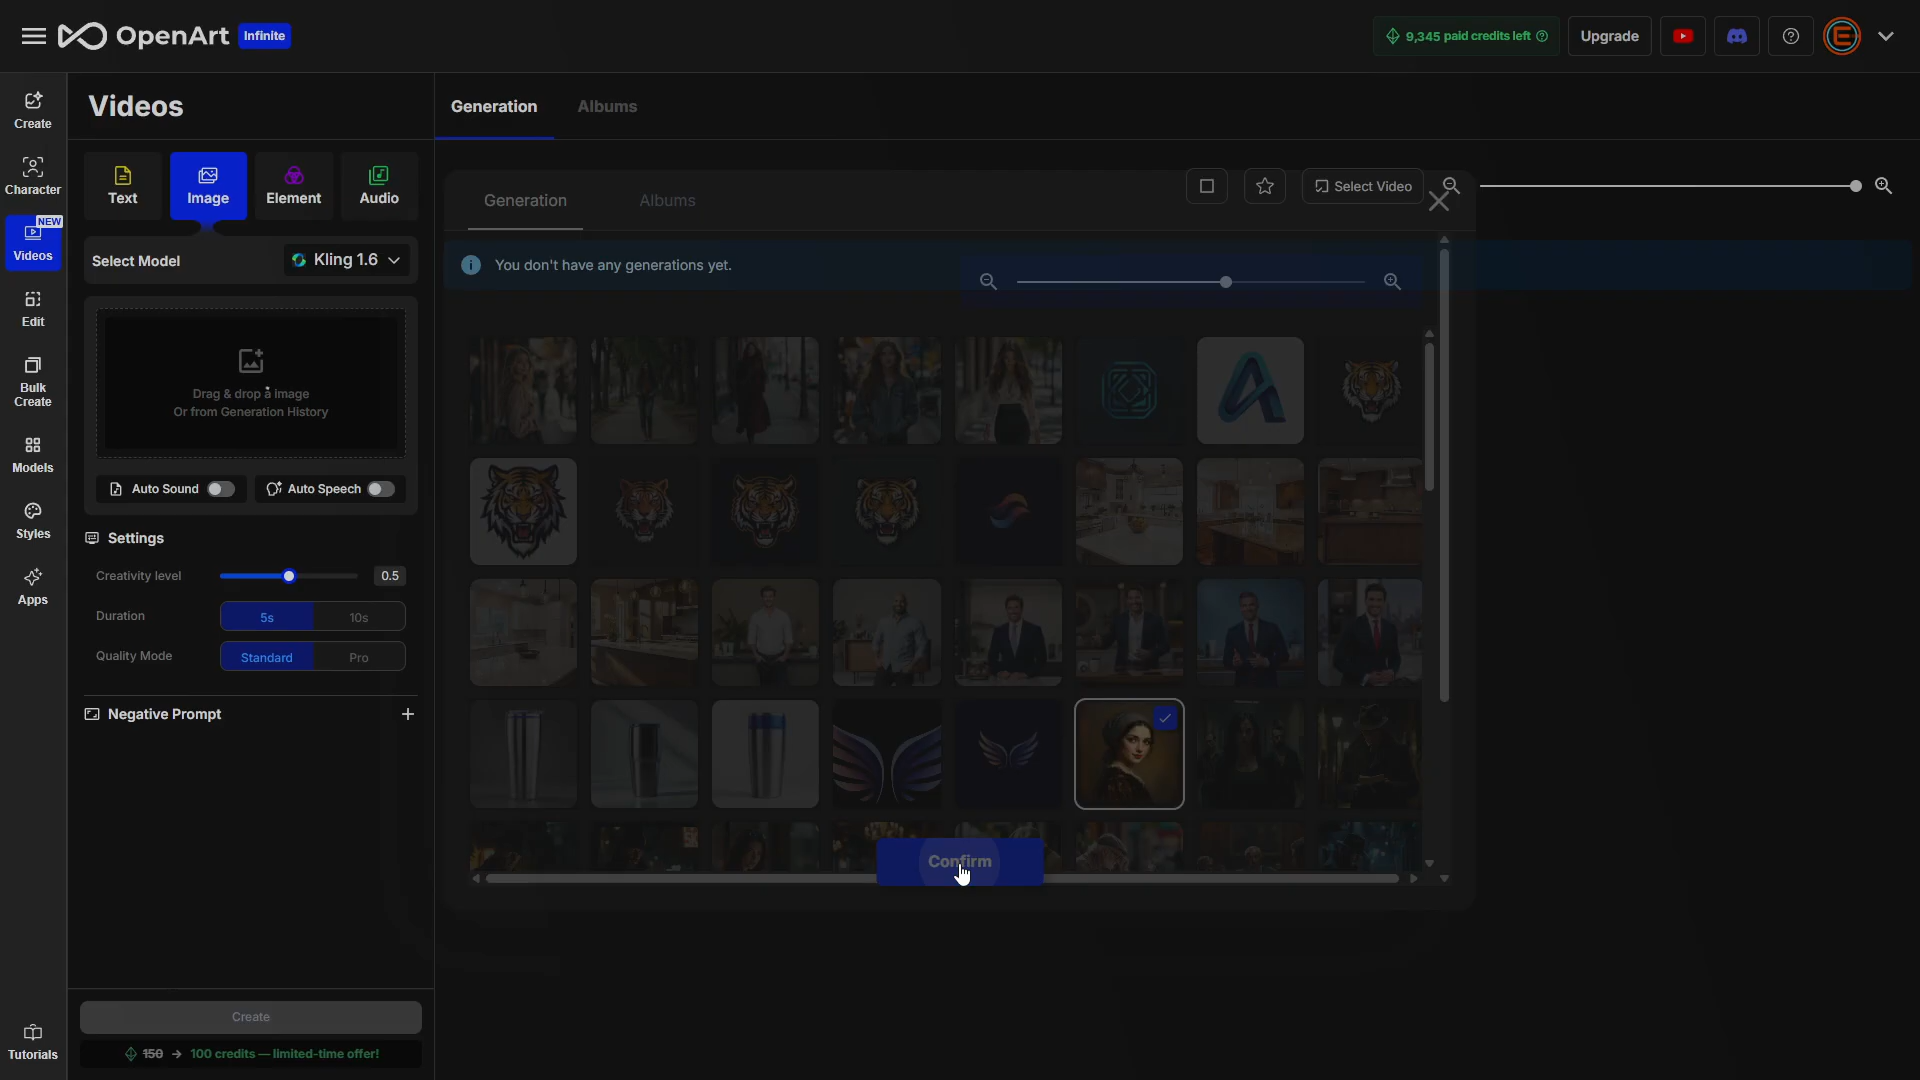 OpenArt
Infinite
9,345 paid credits left
Upgrade
Create
Character
NEW
Videos
Edit
Bulk
Create
Models
Styles
Apps
Tutorials
Videos
Text
Image
Element
Audio
Select Model
Kling 1.6
Drag & drop a image
Or from Generation History
Auto Sound
Auto Speech
Settings
Creativity level
0.5
Duration
5s
10s
Quality Mode
Standard
Pro
Negative Prompt
Create
150 → 100 credits — limited-time offer!
Generation
Albums
Generation
Albums
Select Video
You don't have any generations yet.
Confirm